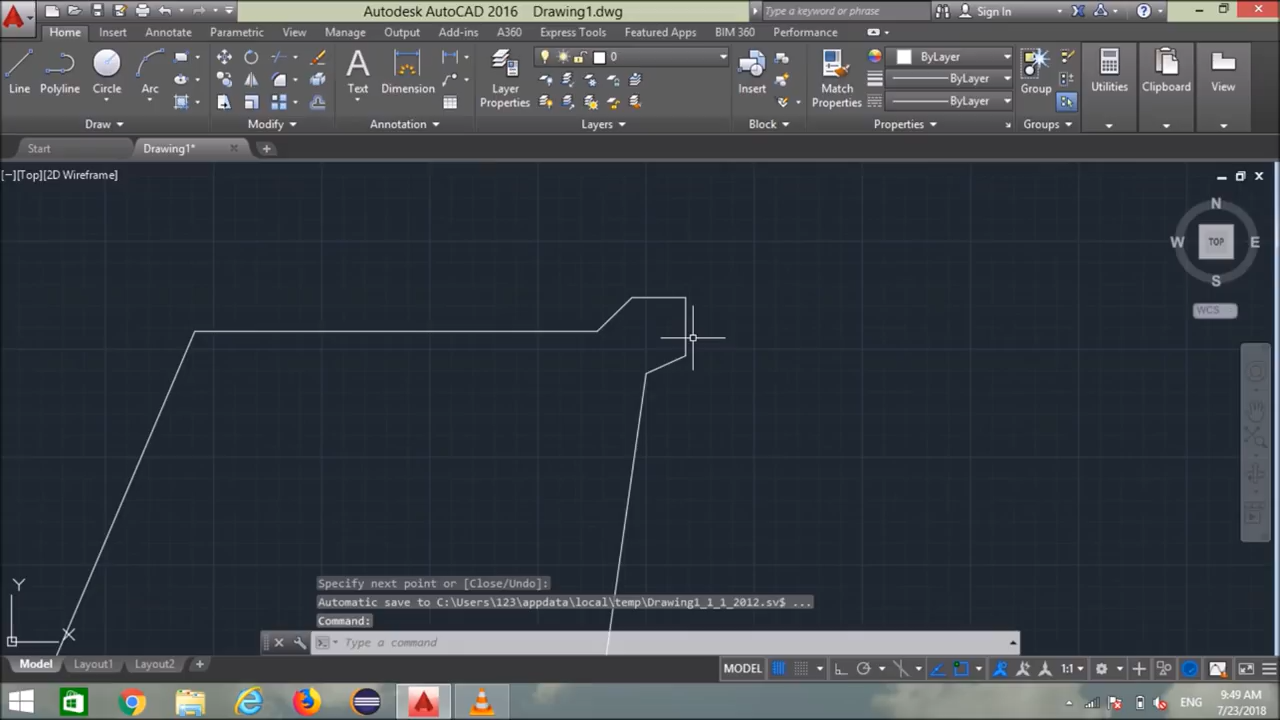 Autodesk AutoCAD 2016 Drawing1.dwg
Type a keyword or phrase
Sign In
Home Insert Annotate Parametric View Manage Output Add-ins A360 Express Tools Featured Apps BIM 360 Performance
Line Polyline Circle Arc
Text Dimension
Layer
Properties
0
Insert
Match
Properties
ByLayer
ByLayer
ByLayer
Group
Utilities Clipboard View
Draw Modify Annotation Layers Block Properties Groups
Start Drawing1*
[−][Top][2D Wireframe]
N
W TOP E
S
WCS
Y
X
Specify next point or [Close/Undo]:
Automatic save to C:\Users\123\appdata\local\temp\Drawing1_1_1_2012.sv$ ...
Command:
Type a command
Model Layout1 Layout2
MODEL
1:1
ENG
9:49 AM
7/23/2018